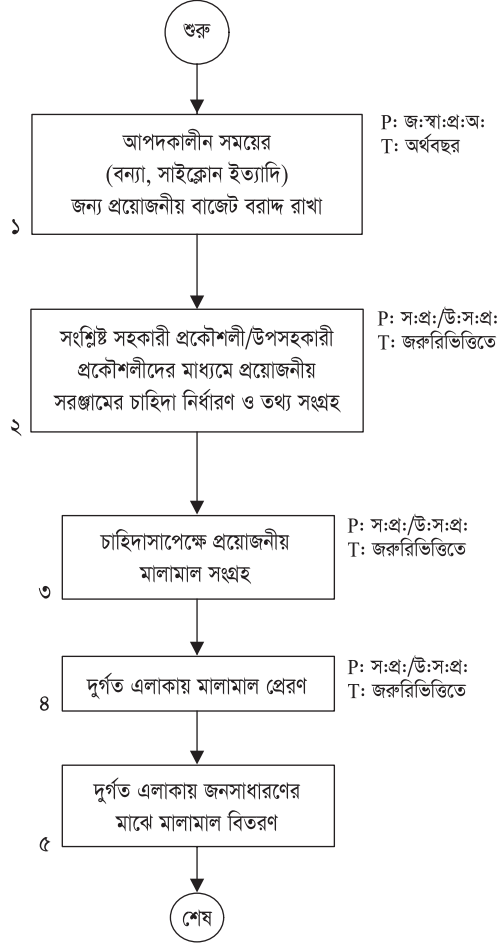 শুরু
আপদকালীন সময়ের
(বন্যা, সাইক্লোন ইত্যাদি)
জন্য প্রয়োজনীয় বাজেট বরাদ্দ রাখা
১
P: জ:স্বা:প্র:অ:
T: অর্থবছর
সংশ্লিষ্ট সহকারী প্রকৌশলী/উপসহকারী
প্রকৌশলীদের মাধ্যমে প্রয়োজনীয়
সরঞ্জামের চাহিদা নির্ধারণ ও তথ্য সংগ্রহ
২
P: স:প্র:/উ:স:প্র:
T: জরুরিভিত্তিতে
চাহিদাসাপেক্ষে প্রয়োজনীয়
মালামাল সংগ্রহ
৩
P: স:প্র:/উ:স:প্র:
T: জরুরিভিত্তিতে
দুর্গত এলাকায় মালামাল প্রেরণ
৪
P: স:প্র:/উ:স:প্র:
T: জরুরিভিত্তিতে
দুর্গত এলাকায় জনসাধারণের
মাঝে মালামাল বিতরণ
৫
শেষ